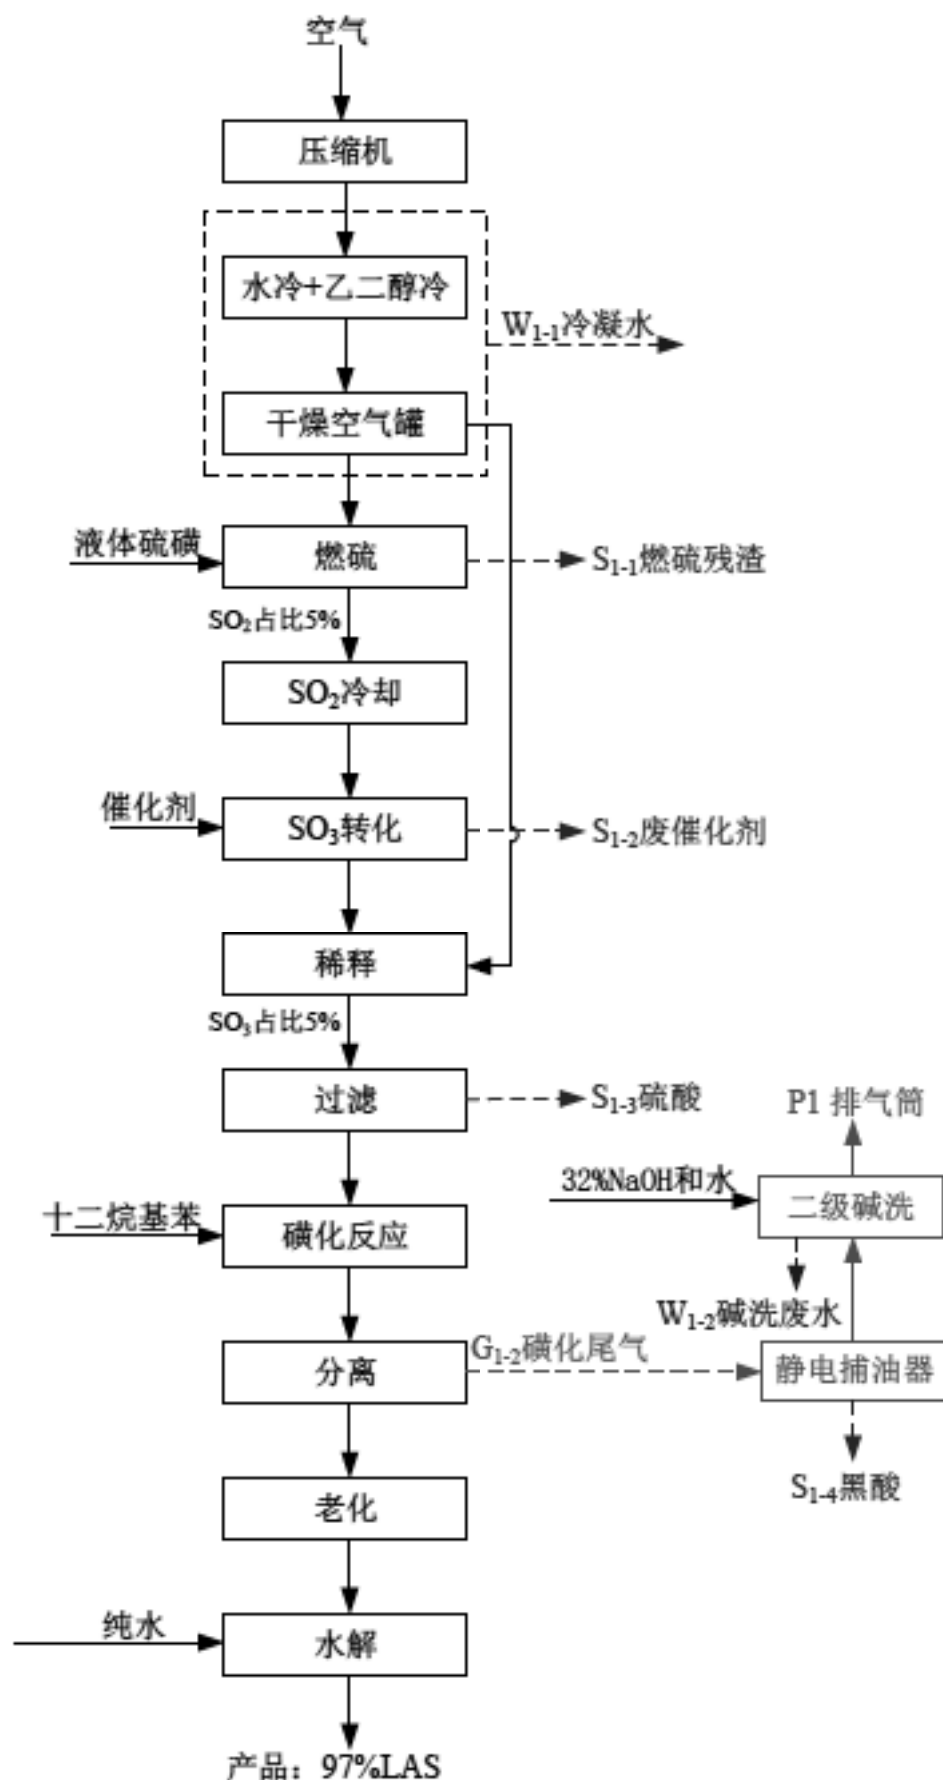 空气
压缩机
水冷+乙二醇冷
W₁₋₁冷凝水
干燥空气罐
液体硫磺
燃硫
S₁₋₁燃硫残渣
SO₂占比5%
SO₂冷却
催化剂
SO₃转化
S₁₋₂废催化剂
稀释
SO₃占比5%
过滤
S₁₋₃硫酸
P1 排气筒
32%NaOH和水
二级碱洗
十二烷基苯
磺化反应
W₁₋₂碱洗废水
分离
G₁₋₂磺化尾气
静电捕油器
老化
S₁₋₄黑酸
纯水
水解
产品：97%LAS